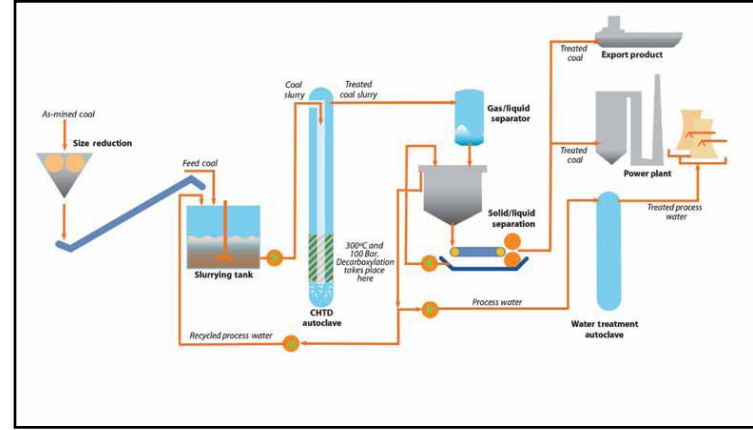 As-mined coal
Size reduction
Feed coal
Slurrying tank
Coal
slurry
Treated
coal slurry
300ºC and
100 Bar.
Decarboxylation
takes place
here
CHTD
autoclave
Gas/liquid
separator
Solid/liquid
separation
Treated
coal
Export product
Treated
coal
Power plant
Treated process
water
Process water
Water treatment
autoclave
Recycled process water